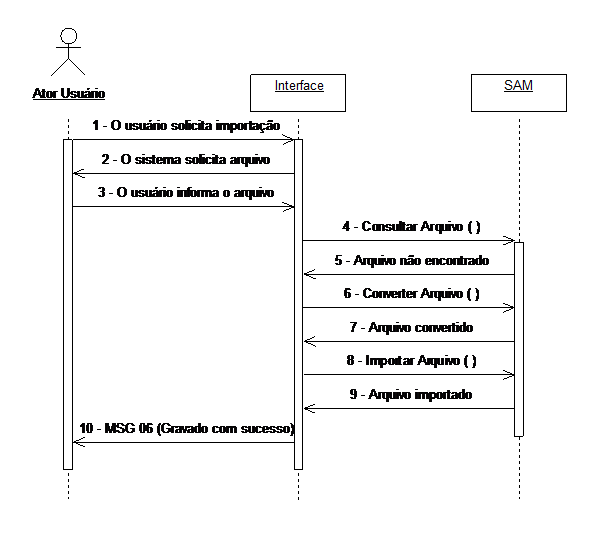 Ator Usuário
Interface
SAM
1 - O usuário solicita importação
2 - O sistema solicita arquivo
3 - O usuário informa o arquivo
4 - Consultar Arquivo ( )
5 - Arquivo não encontrado
6 - Converter Arquivo ( )
7 - Arquivo convertido
8 - Importar Arquivo ( )
9 - Arquivo importado
10 - MSG 06 (Gravado com sucesso)